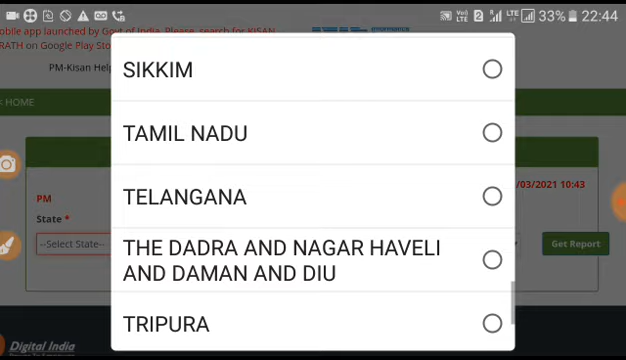 33% 22:44
obile app launched by Govt of India. Please, search for KISAN
RATH on Google Play Sto
PM-Kisan Hel
< HOME
SIKKIM
TAMIL NADU
TELANGANA
THE DADRA AND NAGAR HAVELI
AND DAMAN AND DIU
TRIPURA
/03/2021 10:43
PM
State *
--Select State--
Get Report
Digital India